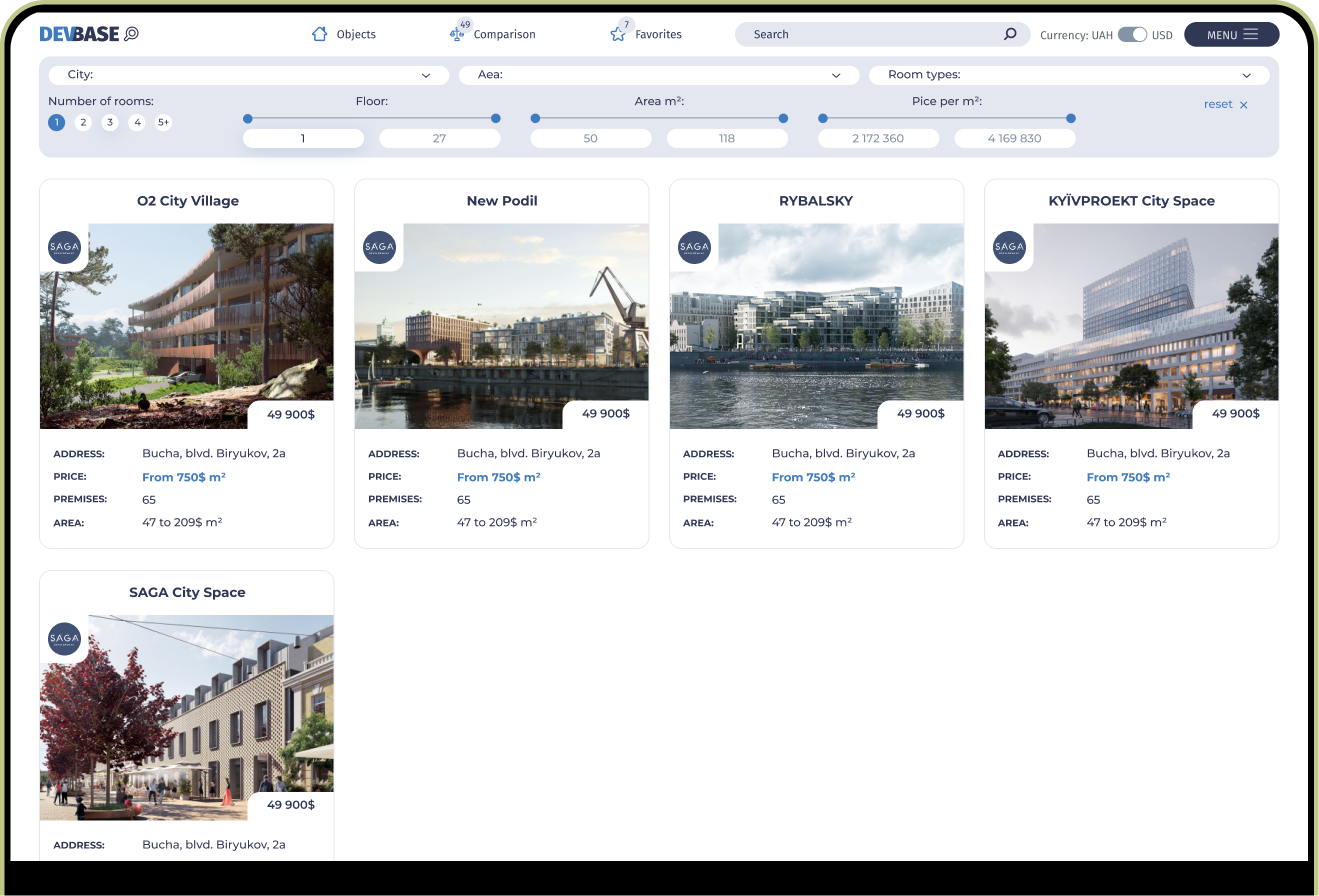 DEVBASE
Objects
49
Comparison
7
Favorites
Search
Currency: UAH
USD
MENU
City:
Aea:
Room types:
Number of rooms:
1 2 3 4 5+
Floor:
1 27
Area m²:
50 118
Pice per m²:
2 172 360 4 169 830
reset ×
O2 City Village
SAGA
49 900$
ADDRESS: Bucha, blvd. Biryukov, 2a
PRICE: From 750$ m²
PREMISES: 65
AREA: 47 to 209$ m²
New Podil
SAGA
49 900$
ADDRESS: Bucha, blvd. Biryukov, 2a
PRICE: From 750$ m²
PREMISES: 65
AREA: 47 to 209$ m²
RYBALSKY
SAGA
49 900$
ADDRESS: Bucha, blvd. Biryukov, 2a
PRICE: From 750$ m²
PREMISES: 65
AREA: 47 to 209$ m²
KYÏVPROEKT City Space
SAGA
49 900$
ADDRESS: Bucha, blvd. Biryukov, 2a
PRICE: From 750$ m²
PREMISES: 65
AREA: 47 to 209$ m²
SAGA City Space
SAGA
49 900$
ADDRESS: Bucha, blvd. Biryukov, 2a